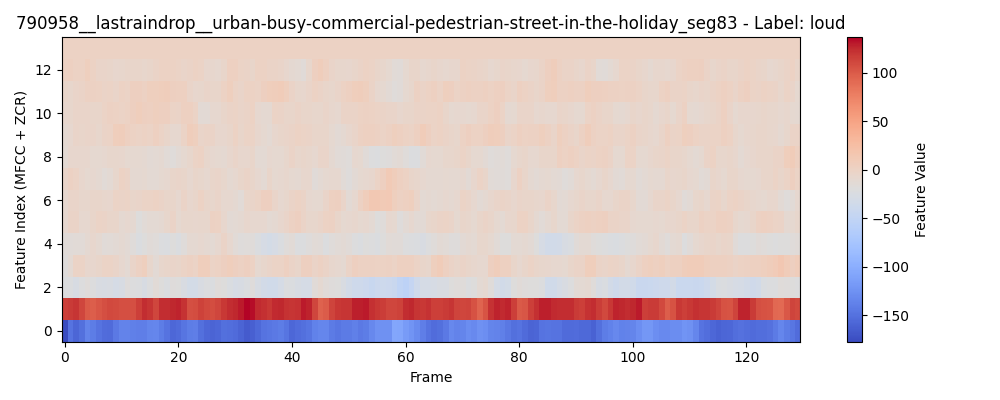 790958__lastraindrop__urban-busy-commercial-pedestrian-street-in-the-holiday_seg83 - Label: loud
Feature Index (MFCC + ZCR)
12
10
8
6
4
2
0
0 20 40 60 80 100 120
Frame
100
50
0
−50
−100
−150
Feature Value